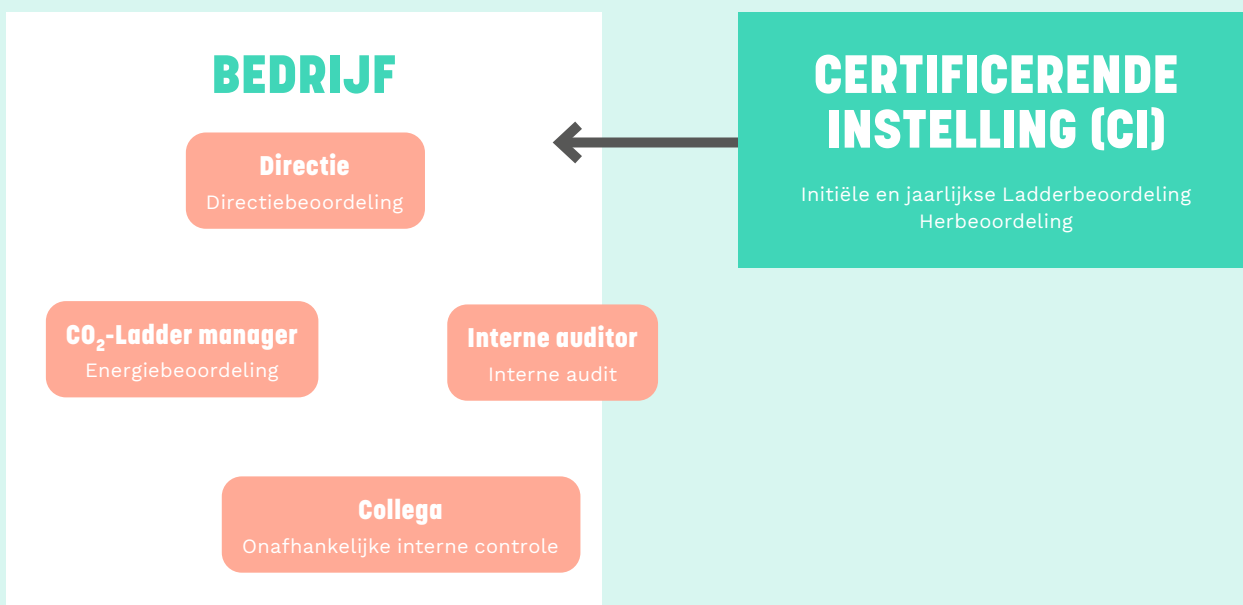 BEDRIJF
Directie
Directiebeoordeling
CO₂-Ladder manager
Energiebeoordeling
Interne auditor
Interne audit
Collega
Onafhankelijke interne controle
CERTIFICERENDE
INSTELLING (CI)
Initiële en jaarlijkse Ladderbeoordeling
Herbeoordeling